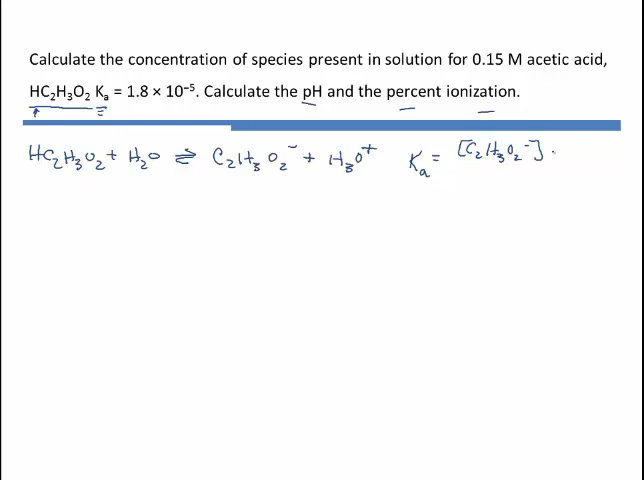 Calculate the concentration of species present in solution for 0.15 M acetic acid,
HC₂H₃O₂ Kₐ = 1.8 × 10⁻⁵. Calculate the pH and the percent ionization.
HC₂H₃O₂ + H₂O ⇌ C₂H₃O₂⁻ + H₃O⁺ Kₐ = [C₂H₃O₂⁻] ·